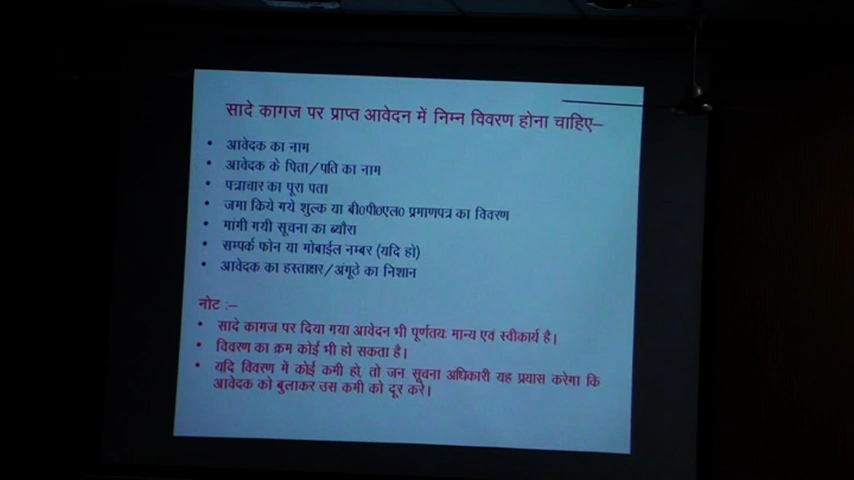 सादे कागज पर प्राप्त आवेदन में निम्न विवरण होना चाहिए–
• आवेदक का नाम
• आवेदक के पिता/पति का नाम
• पत्राचार का पूरा पता
• जमा किये गये शुल्क या बी0पी0एल0 प्रमाणपत्र का विवरण
• मांगी गयी सूचना का ब्यौरा
• सम्पर्क फोन या मोबाईल नम्बर (यदि हो)
• आवेदक का हस्ताक्षर/अंगूठे का निशान
नोट :–
• सादे कागज पर दिया गया आवेदन भी पूर्णतयः मान्य एवं स्वीकार्य है।
• विवरण का क्रम कोई भी हो सकता है।
• यदि विवरण में कोई कमी हो, तो जन सूचना अधिकारी यह प्रयास करेगा कि
आवेदक को बुलाकर उस कमी को दूर करे।